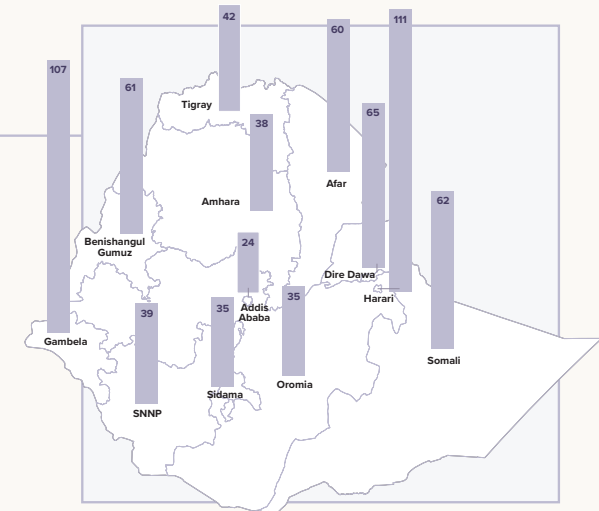 42
111
60
107
61
65
Tigray
38
Afar
62
Amhara
24
Benishangul
Gumuz
Dire Dawa
35
Harari
39
35
Addis
Ababa
Gambela
Somali
Oromia
Sidama
SNNP